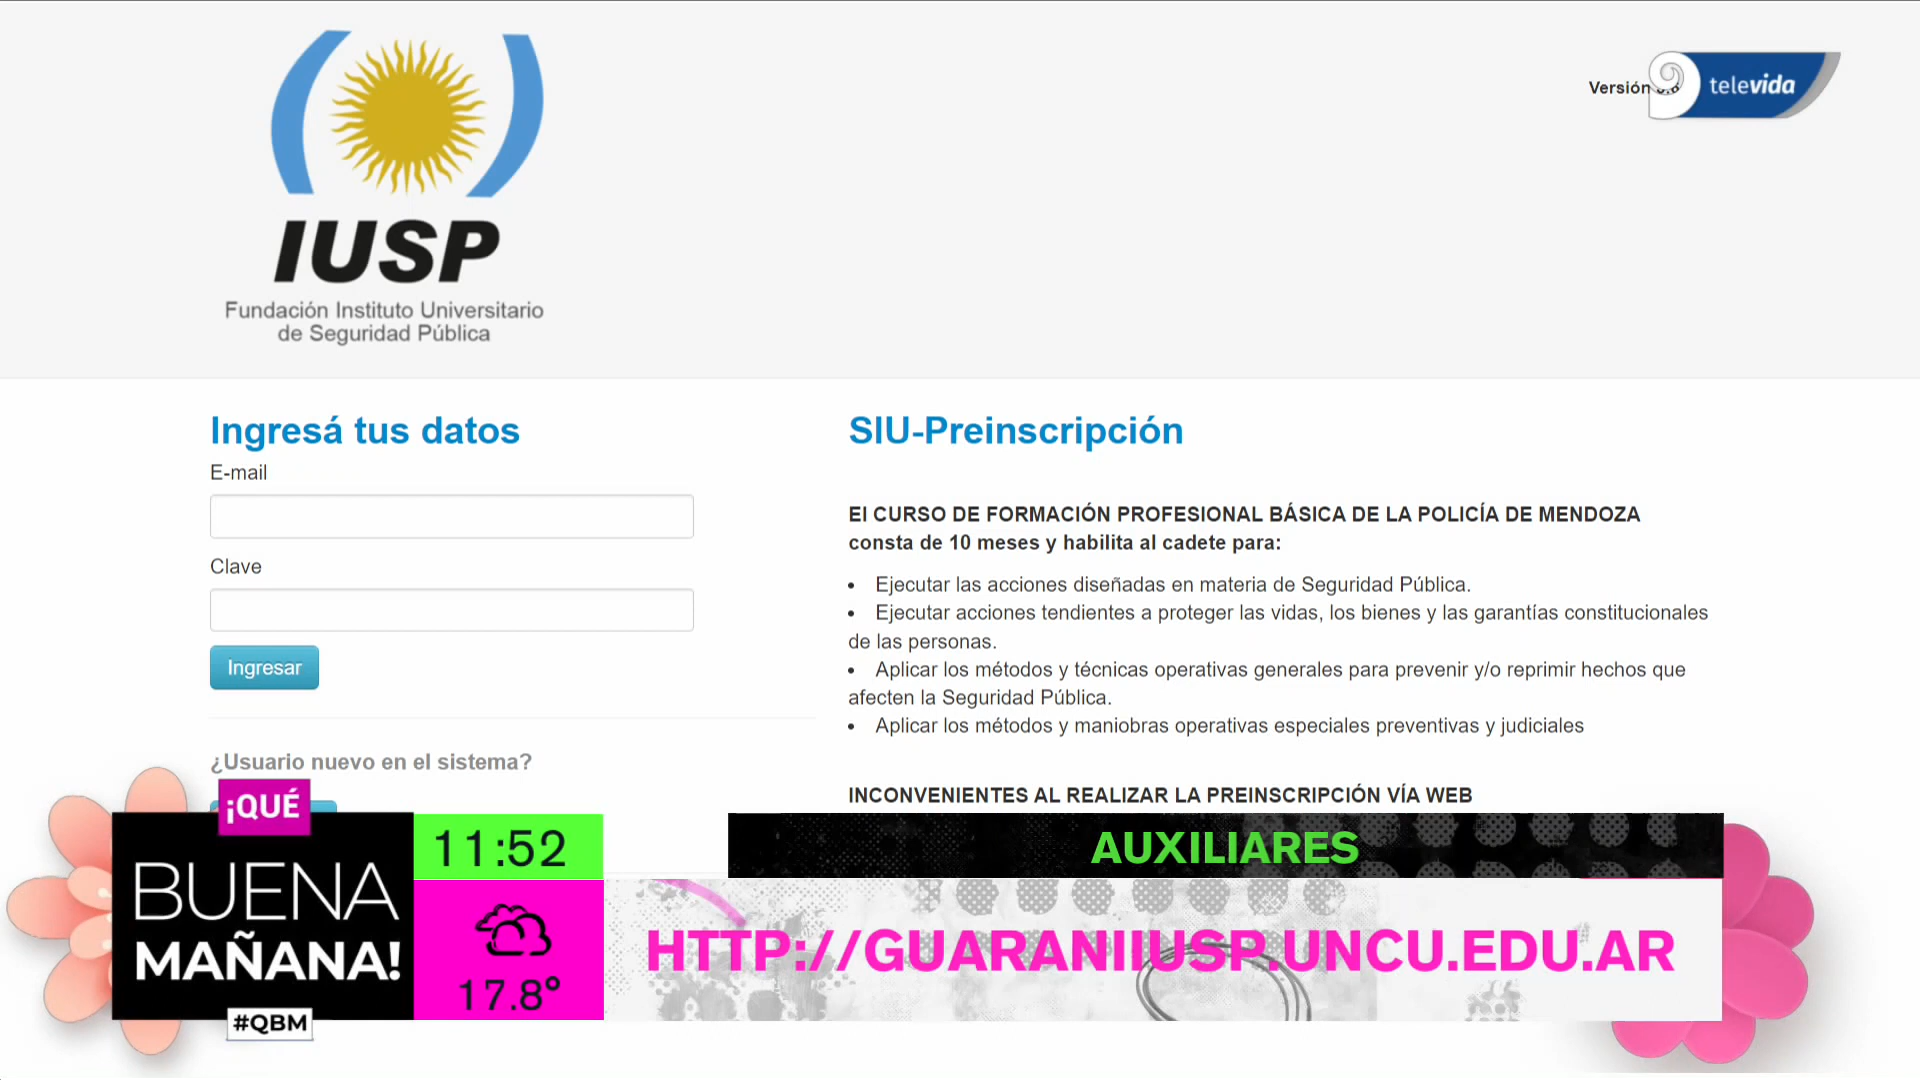 IUSP
Fundación Instituto Universitario
de Seguridad Pública
Versión
9 televida
Ingresá tus datos
E-mail
Clave
Ingresar
¿Usuario nuevo en el sistema?
SIU-Preinscripción
El CURSO DE FORMACIÓN PROFESIONAL BÁSICA DE LA POLICÍA DE MENDOZA
consta de 10 meses y habilita al cadete para:
• Ejecutar las acciones diseñadas en materia de Seguridad Pública.
• Ejecutar acciones tendientes a proteger las vidas, los bienes y las garantías constitucionales
de las personas.
• Aplicar los métodos y técnicas operativas generales para prevenir y/o reprimir hechos que
afecten la Seguridad Pública.
• Aplicar los métodos y maniobras operativas especiales preventivas y judiciales
INCONVENIENTES AL REALIZAR LA PREINSCRIPCIÓN VÍA WEB
¡QUÉ
BUENA
MAÑANA!
#QBM
11:52
17.8°
AUXILIARES
HTTP://GUARANIIUSP.UNCU.EDU.AR